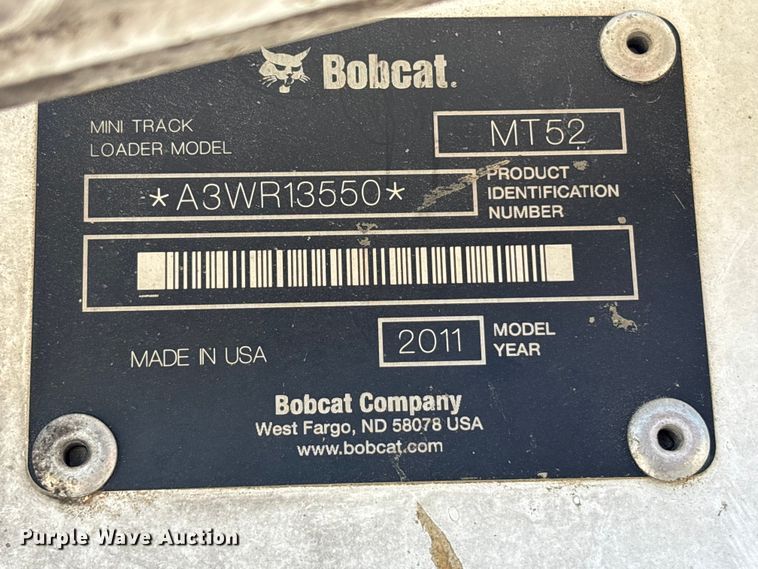 Bobcat.
MINI TRACK
LOADER MODEL
MT52
*A3WR13550*
PRODUCT
IDENTIFICATION
NUMBER
MADE IN USA
2011
MODEL
YEAR
Bobcat Company
West Fargo, ND 58078 USA
www.bobcat.com
Purple Wave Auction